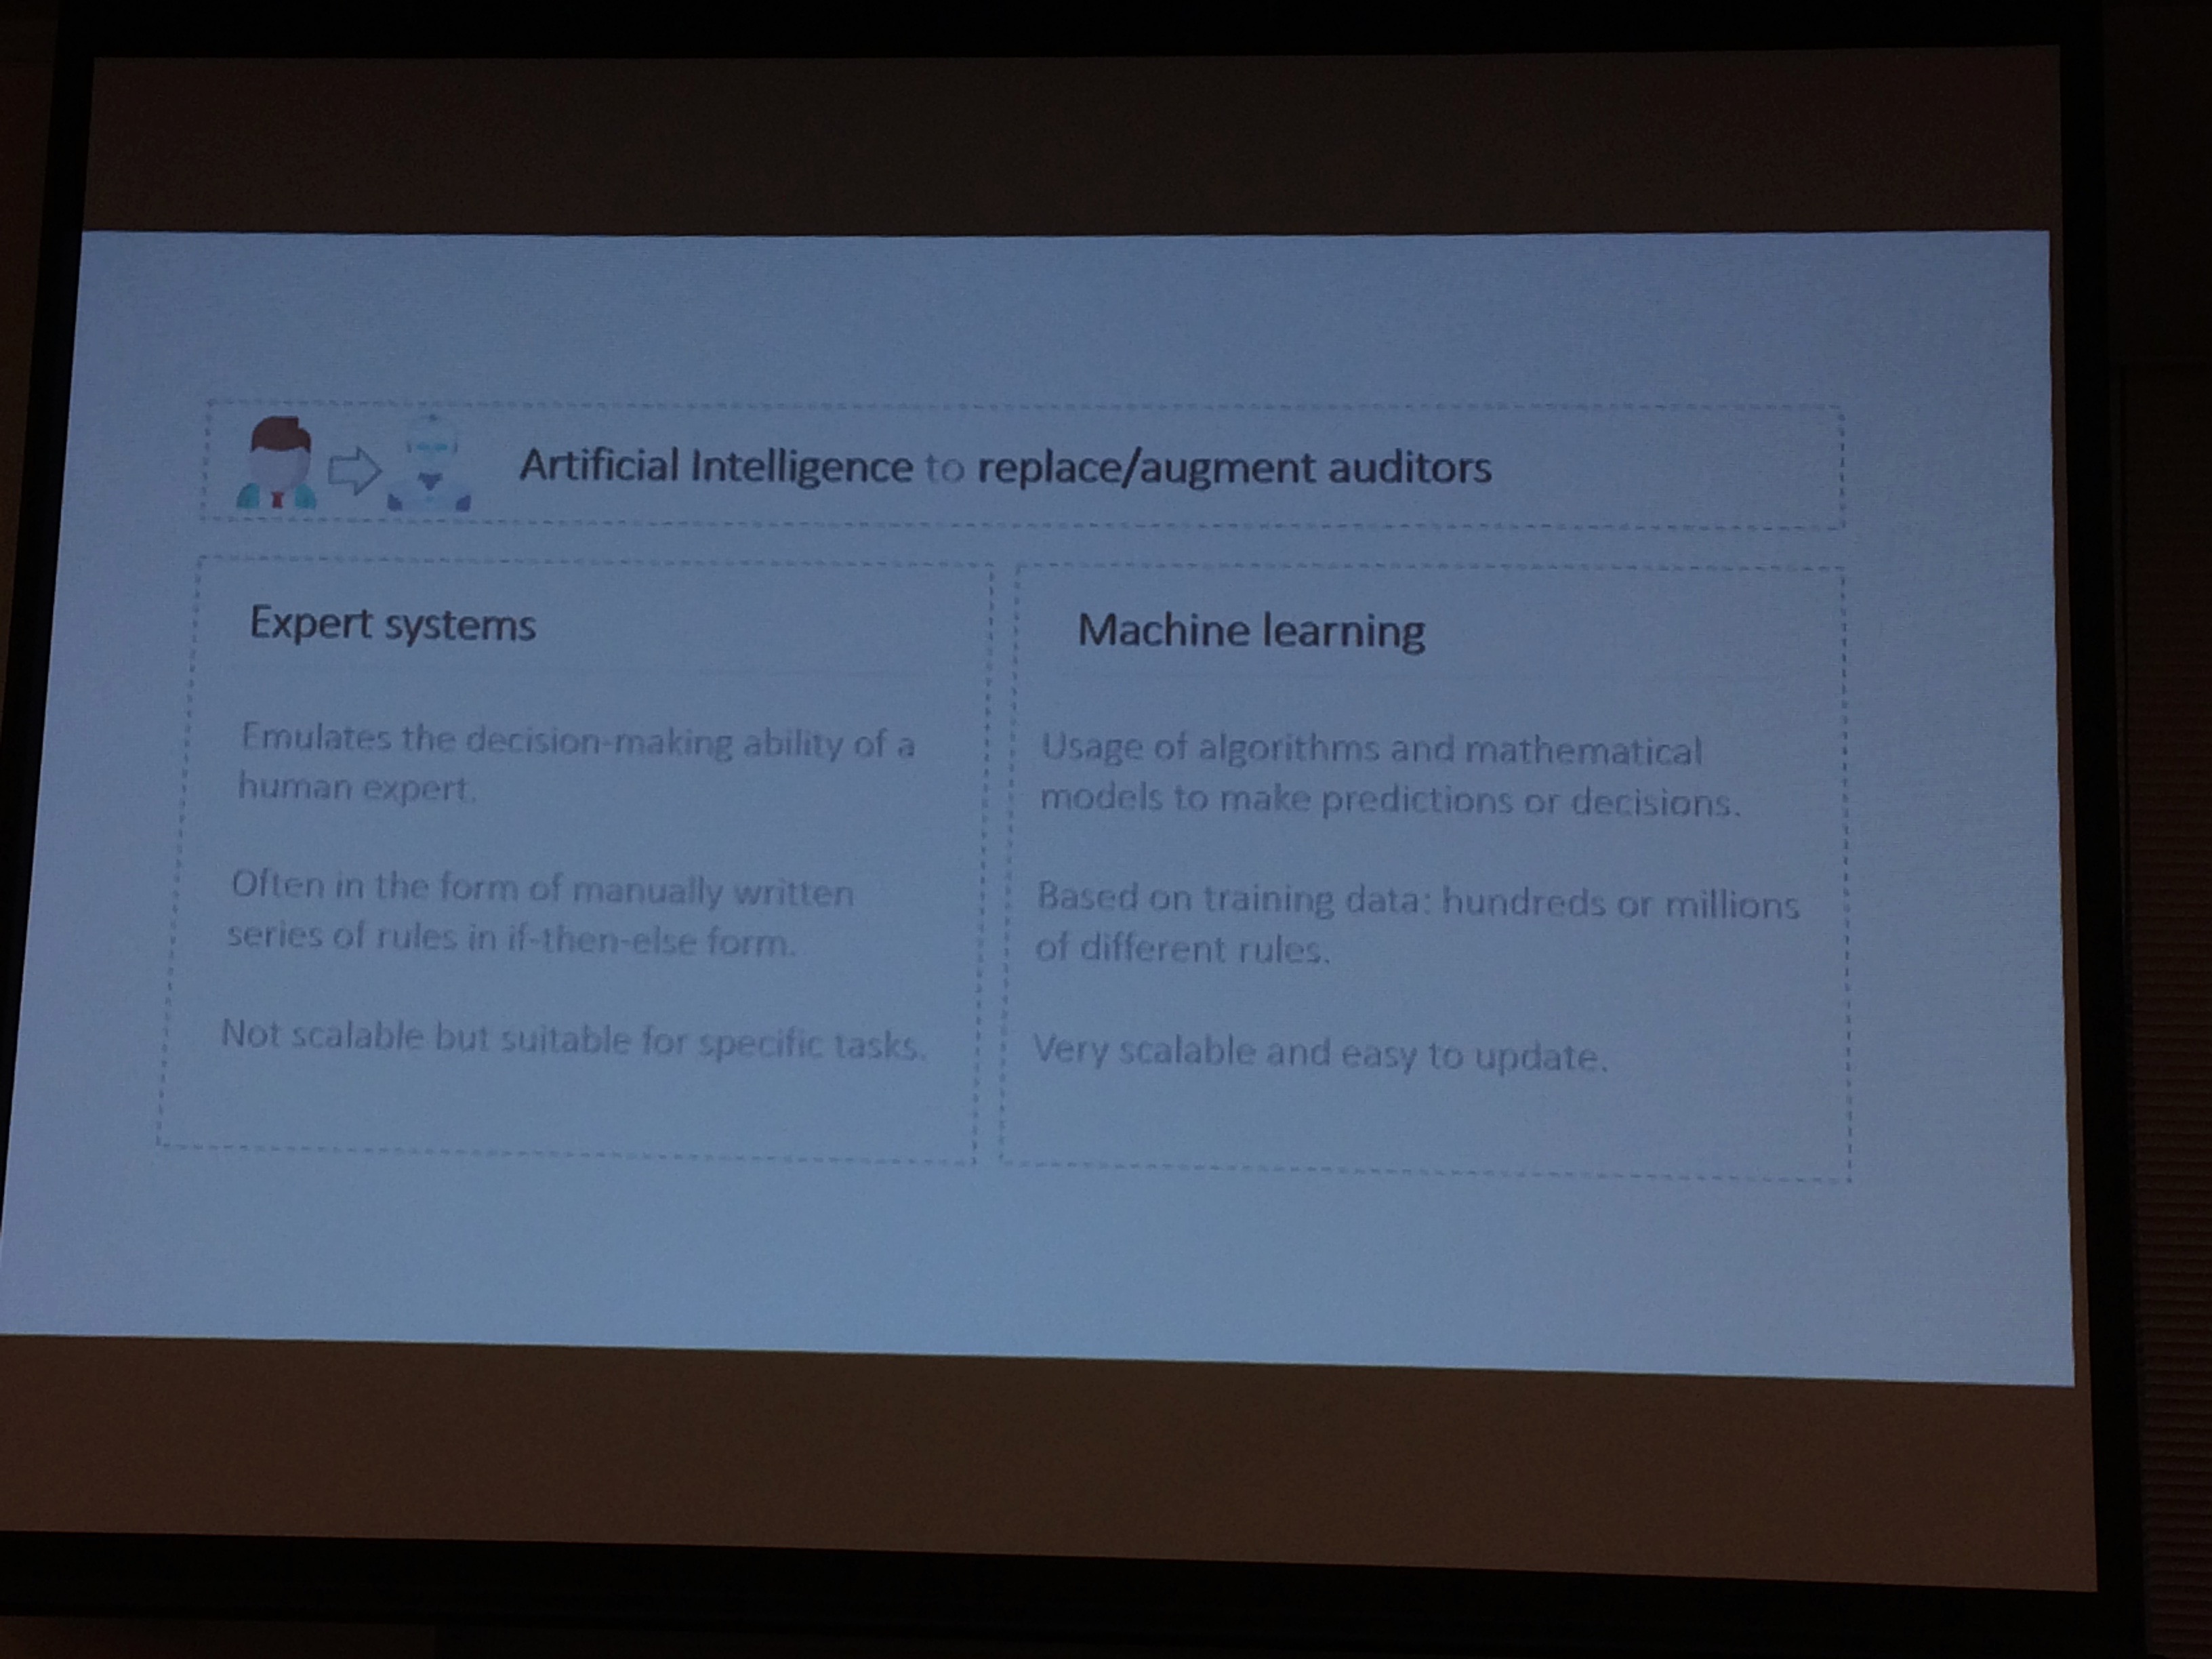 Artificial Intelligence to replace/augment auditors
Expert systems
Emulates the decision-making ability of a
human expert.
Often in the form of manually written
series of rules in if-then-else form.
Not scalable but suitable for specific tasks.
Machine learning
Usage of algorithms and mathematical
models to make predictions or decisions.
Based on training data: hundreds or millions
of different rules.
Very scalable and easy to update.